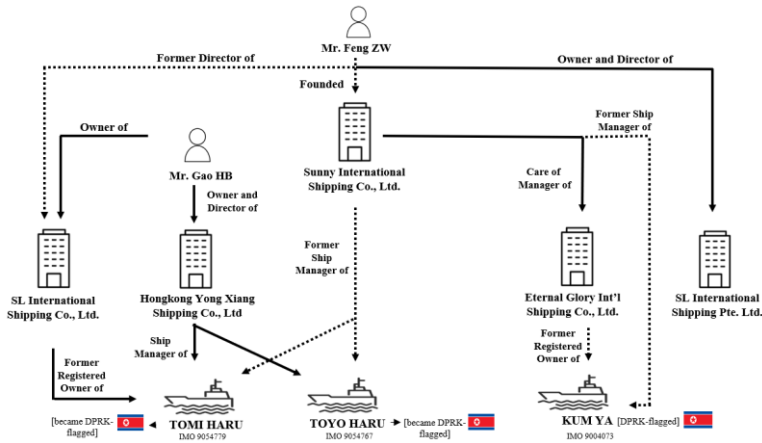 Mr. Feng ZW
Former Director of
Owner and Director of
Founded
Former Ship
Manager of
Owner of
Mr. Gao HB
Sunny International
Shipping Co., Ltd.
Care of
Manager of
Owner and
Director of
Former
Ship
Manager of
SL International
Shipping Co., Ltd.
Hongkong Yong Xiang
Shipping Co., Ltd
Eternal Glory Int'l
Shipping Co., Ltd.
SL International
Shipping Pte. Ltd.
Former
Registered
Owner of
Ship
Manager of
Former
Registered
Owner of
[became DPRK-
flagged]
TOMI HARU
IMO 9054779
TOYO HARU
IMO 9054767
[became DPRK-
flagged]
KUM YA
IMO 9004073
[DPRK-flagged]